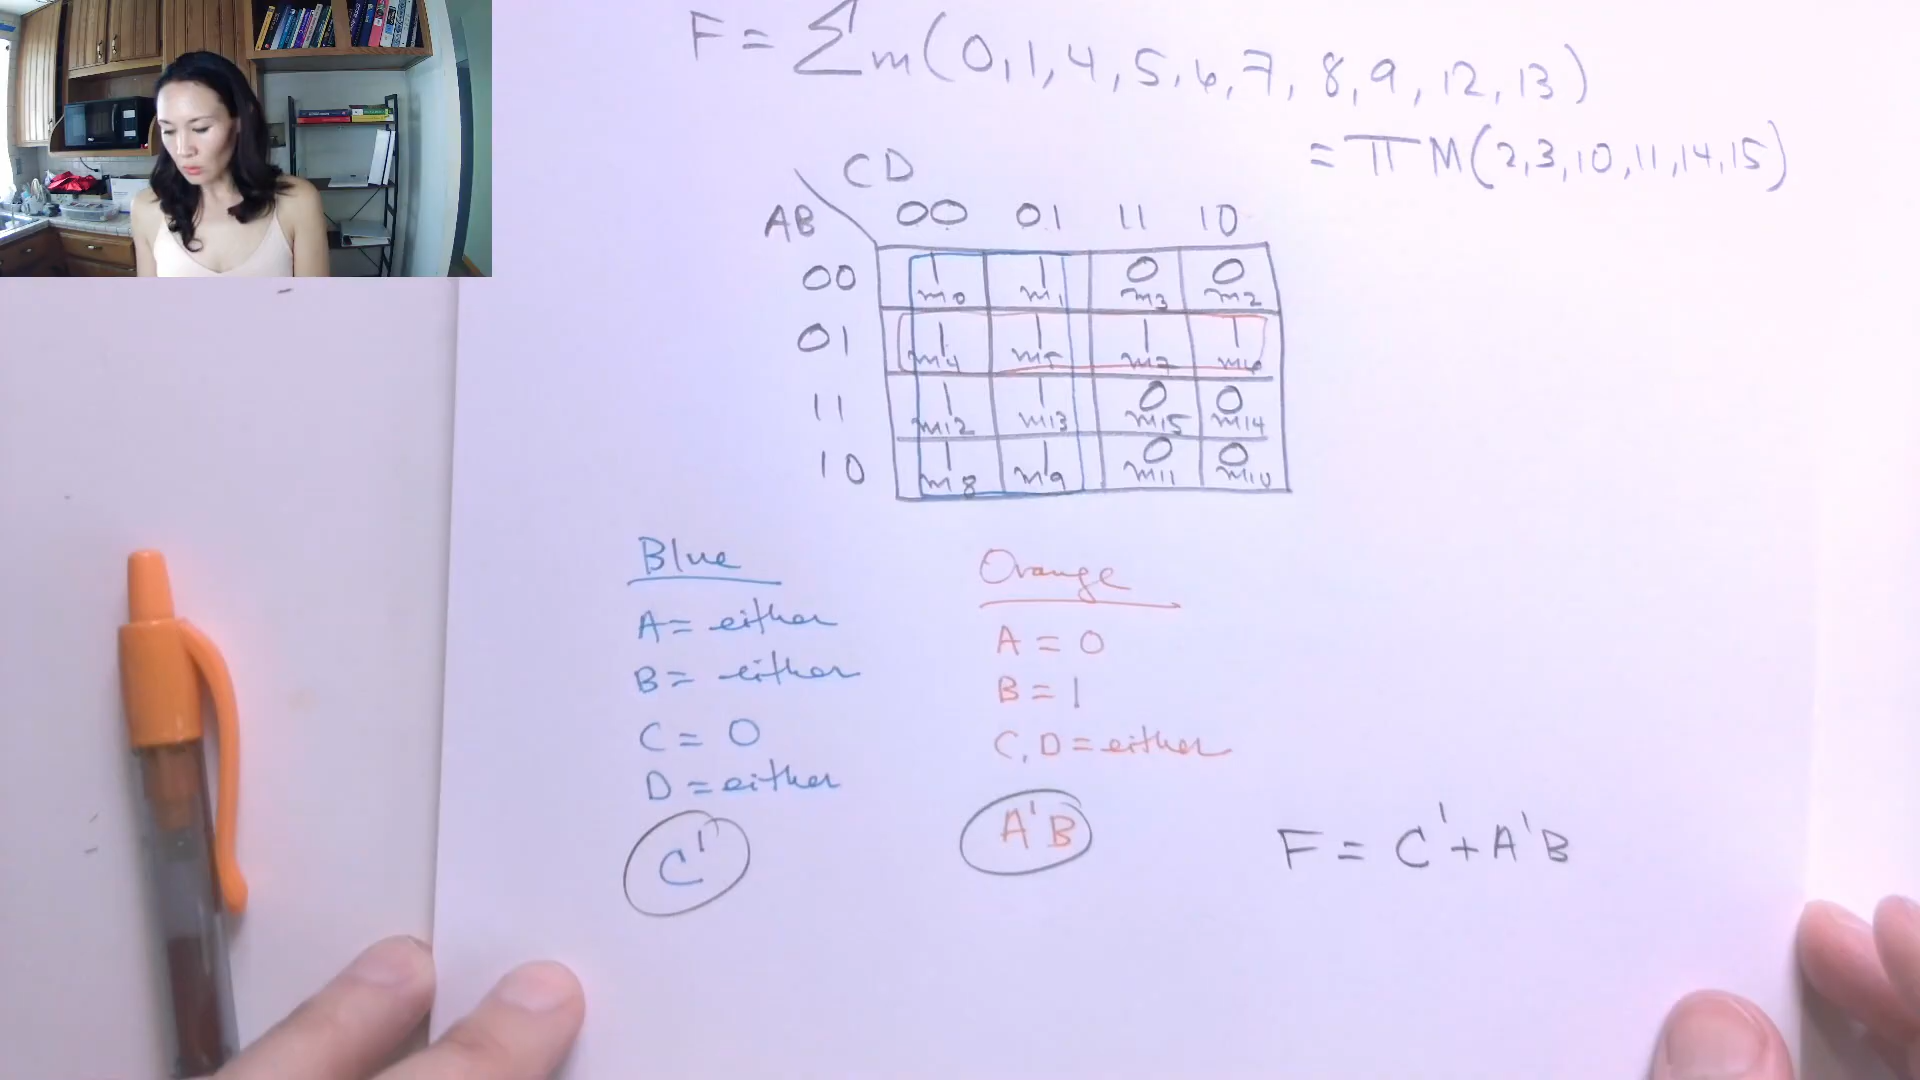 F = Σm(0,1,4,5,6,7,8,9,12,13)
= ΠM(2,3,10,11,14,15)
CD
AB 00 01 11 10
00 1 m0 1 m1 0 m3 0 m2
01 1 m4 1 m5 1 m7 1 m6
11 1 m12 1 m13 0 m15 0 m14
10 1 m8 1 m9 0 m11 0 m10
Blue
A = either
B = either
C = 0
D = either
C'
Orange
A = 0
B = 1
C, D = either
A'B
F = C' + A'B